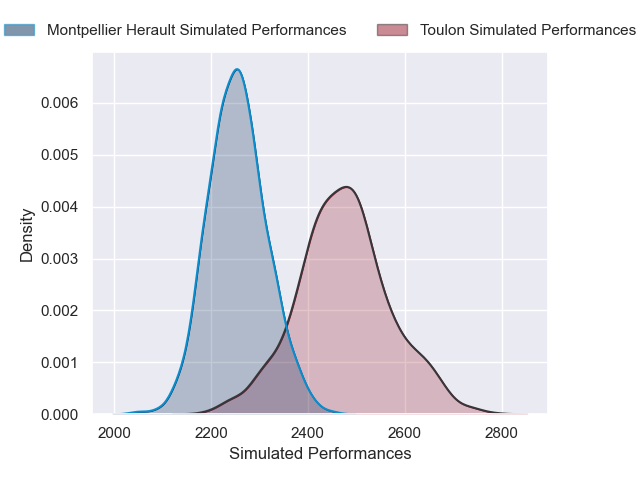 Montpellier Herault Simulated Performances
Toulon Simulated Performances
0.006
0.005
0.004
0.003
0.002
0.001
0.000
Density
2000 2200 2400 2600 2800
Simulated Performances